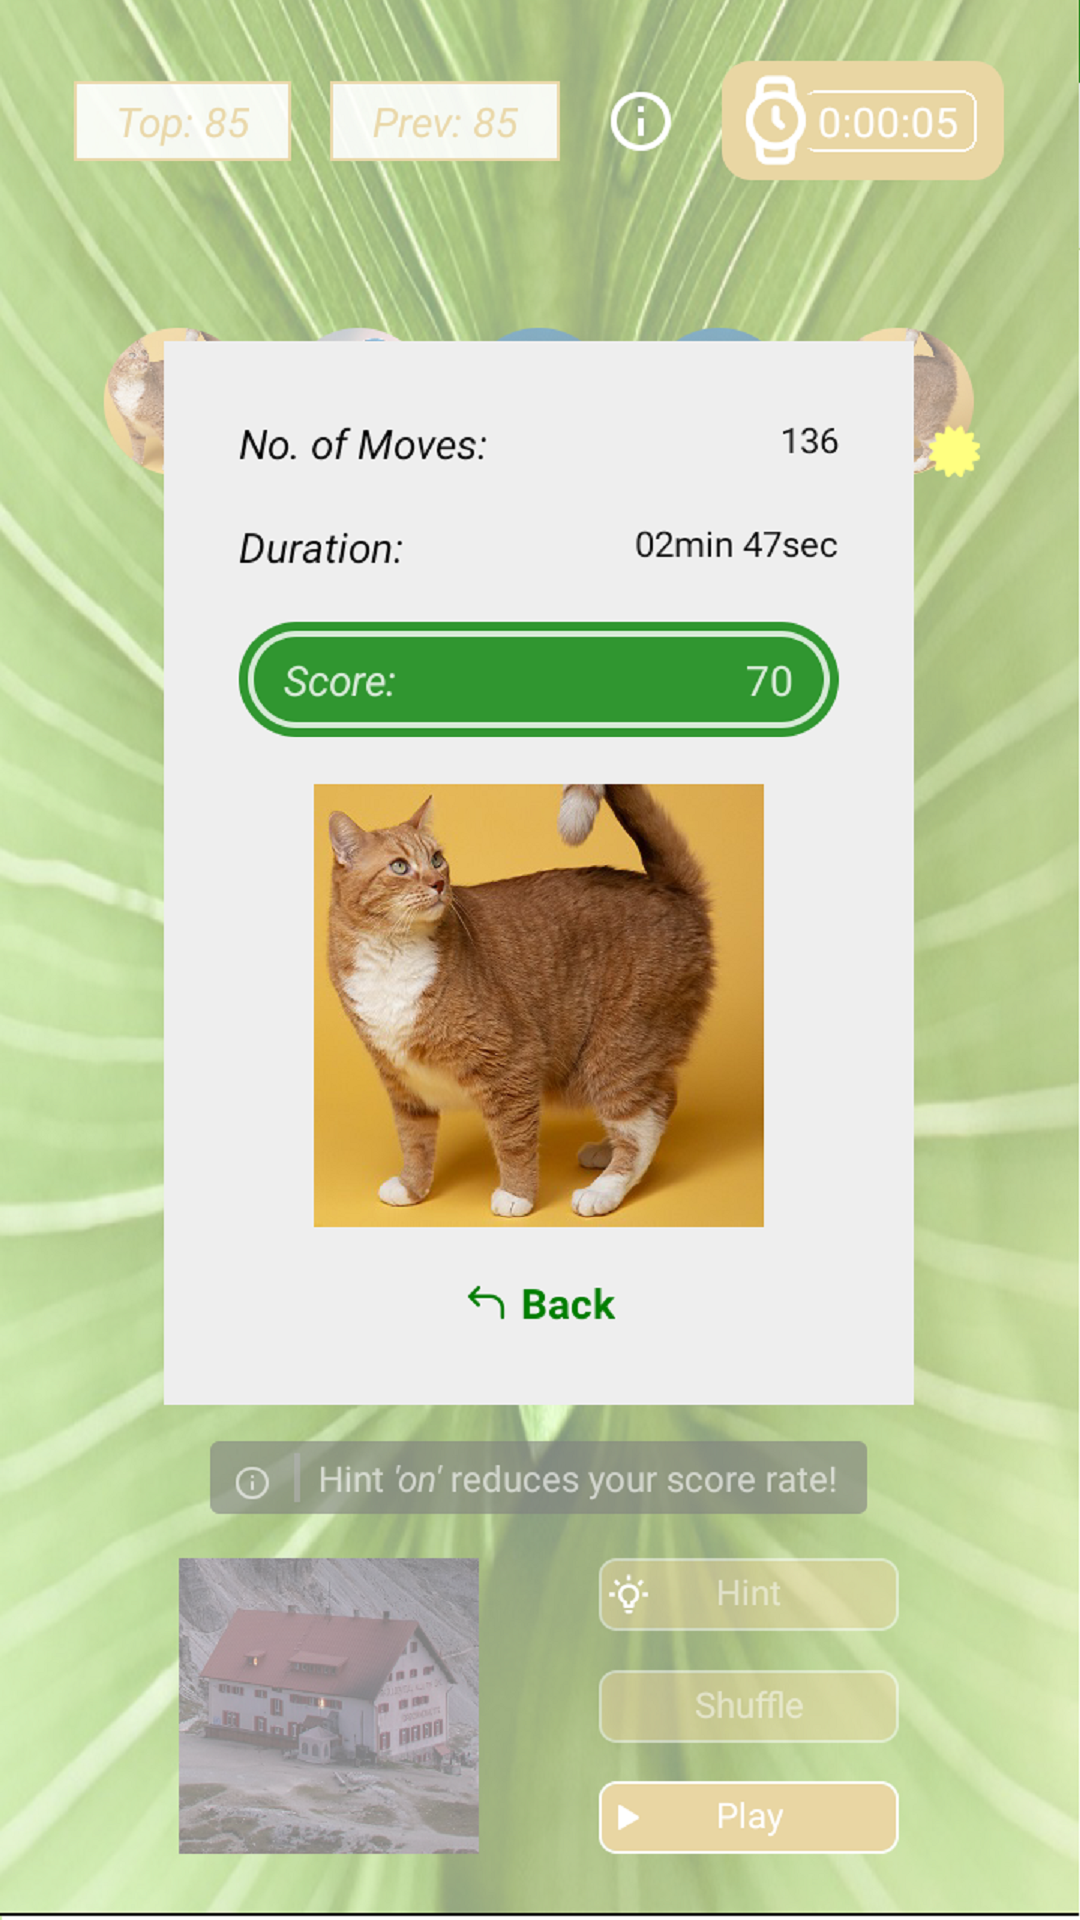 Top: 85
Prev: 85
0:00:05
No. of Moves: 136
Duration: 02min 47sec
Score: 70
Back
Hint 'on' reduces your score rate!
Hint
Shuffle
Play